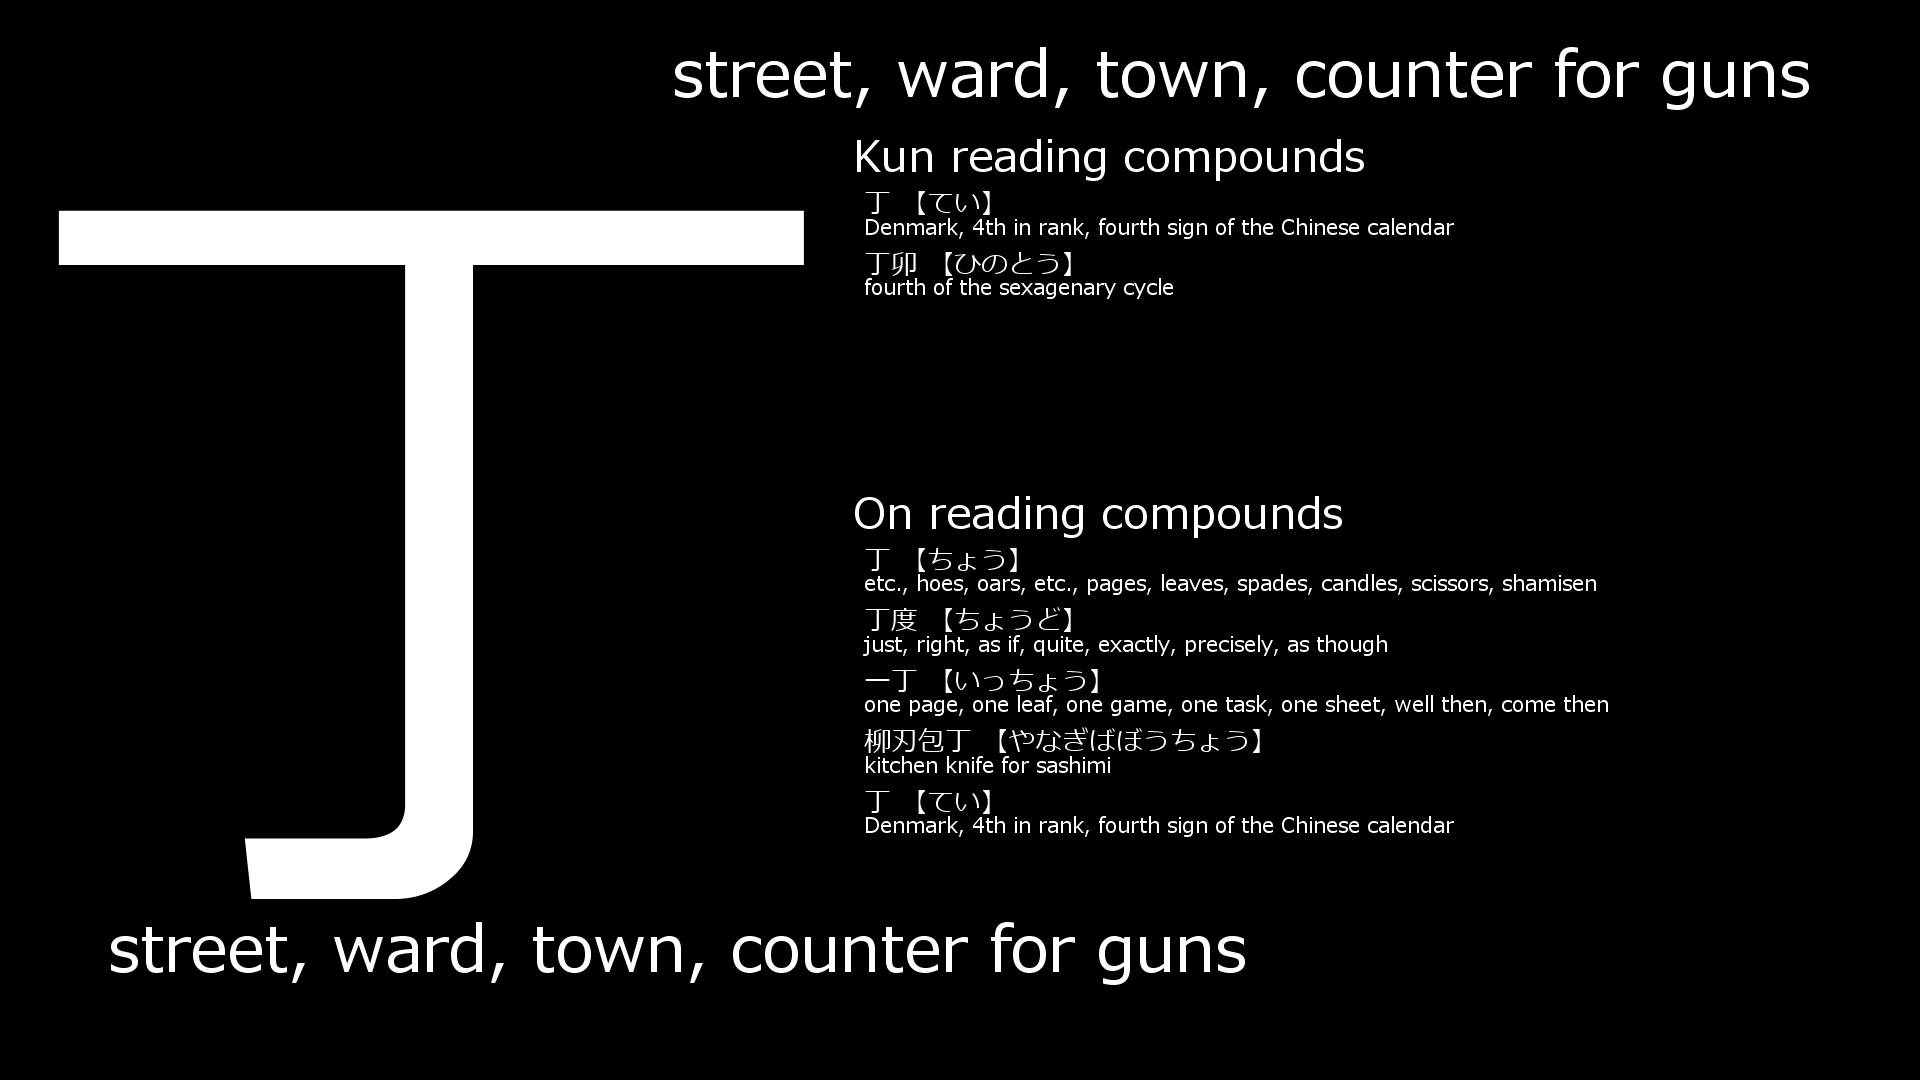 street, ward, town, counter for guns
丁
Kun reading compounds
丁 【てい】
Denmark, 4th in rank, fourth sign of the Chinese calendar
丁卯 【ひのとう】
fourth of the sexagenary cycle
On reading compounds
丁 【ちょう】
etc., hoes, oars, etc., pages, leaves, spades, candles, scissors, shamisen
丁度 【ちょうど】
just, right, as if, quite, exactly, precisely, as though
一丁 【いっちょう】
one page, one leaf, one game, one task, one sheet, well then, come then
柳刃包丁 【やなぎばぼうちょう】
kitchen knife for sashimi
丁 【てい】
Denmark, 4th in rank, fourth sign of the Chinese calendar
street, ward, town, counter for guns